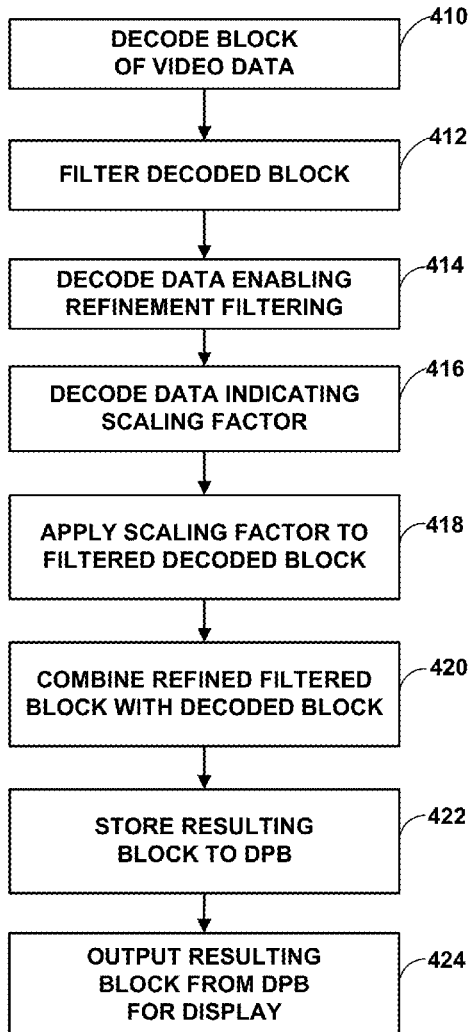 410
DECODE BLOCK
OF VIDEO DATA
412
FILTER DECODED BLOCK
414
DECODE DATA ENABLING
REFINEMENT FILTERING
416
DECODE DATA INDICATING
SCALING FACTOR
418
APPLY SCALING FACTOR TO
FILTERED DECODED BLOCK
420
COMBINE REFINED FILTERED
BLOCK WITH DECODED BLOCK
422
STORE RESULTING
BLOCK TO DPB
424
OUTPUT RESULTING
BLOCK FROM DPB
FOR DISPLAY